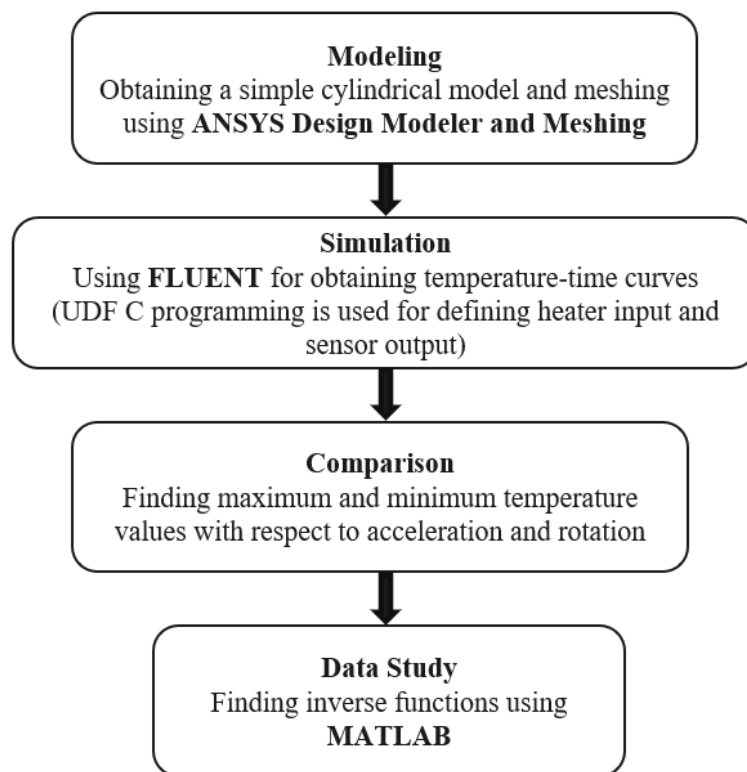 Modeling
Obtaining a simple cylindrical model and meshing
using ANSYS Design Modeler and Meshing
Simulation
Using FLUENT for obtaining temperature-time curves
(UDF C programming is used for defining heater input and
sensor output)
Comparison
Finding maximum and minimum temperature
values with respect to acceleration and rotation
Data Study
Finding inverse functions using
MATLAB